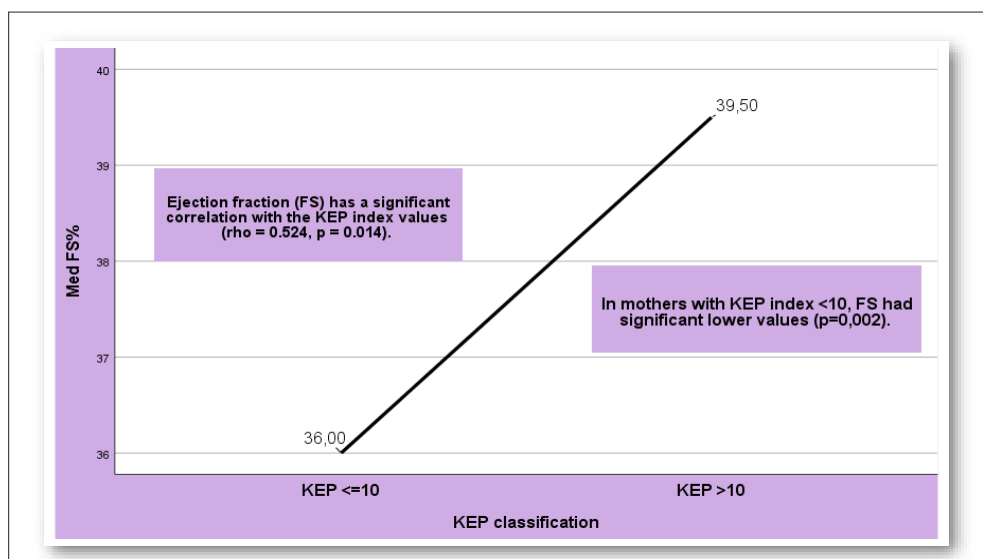 40
39,50
39
Ejection fraction (FS) has a significant
correlation with the KEP index values
(rho = 0.524, p = 0.014).
Med FS%
38
In mothers with KEP index <10, FS had
significant lower values (p=0,002).
37
36,00
36
KEP <=10
KEP >10
KEP classification